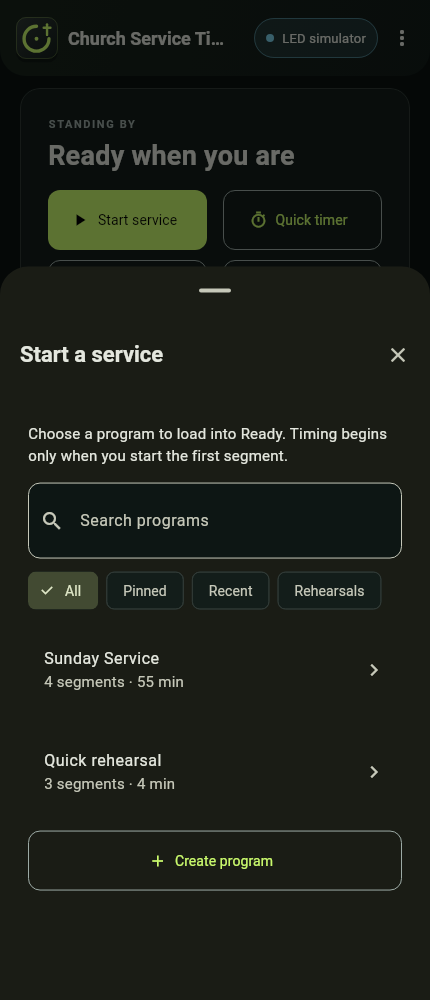 Church Service Ti...
LED simulator
STANDING BY
Ready when you are
Start service
Quick timer
Start a service
Choose a program to load into Ready. Timing begins
only when you start the first segment.
Search programs
All
Pinned
Recent
Rehearsals
Sunday Service
4 segments · 55 min
Quick rehearsal
3 segments · 4 min
Create program